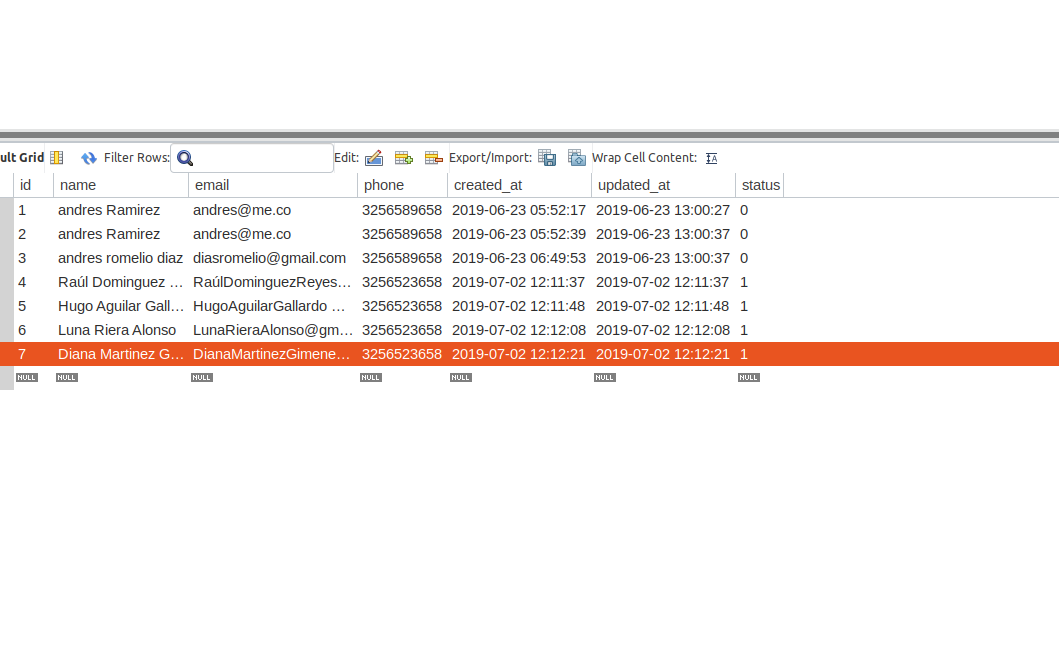 ult Grid Filter Rows: Edit: Export/Import: Wrap Cell Content:
id name email phone created_at updated_at status
1 andres Ramirez andres@me.co 3256589658 2019-06-23 05:52:17 2019-06-23 13:00:27 0
2 andres Ramirez andres@me.co 3256589658 2019-06-23 05:52:39 2019-06-23 13:00:37 0
3 andres romelio diaz diasromelio@gmail.com 3256589658 2019-06-23 06:49:53 2019-06-23 13:00:37 0
4 Raúl Dominguez ... RaúlDominguezReyes... 3256523658 2019-07-02 12:11:37 2019-07-02 12:11:37 1
5 Hugo Aguilar Gall... HugoAguilarGallardo ... 3256523658 2019-07-02 12:11:48 2019-07-02 12:11:48 1
6 Luna Riera Alonso LunaRieraAlonso@gm... 3256523658 2019-07-02 12:12:08 2019-07-02 12:12:08 1
7 Diana Martinez G... DianaMartinezGimene... 3256523658 2019-07-02 12:12:21 2019-07-02 12:12:21 1
NULL NULL NULL NULL NULL NULL NULL